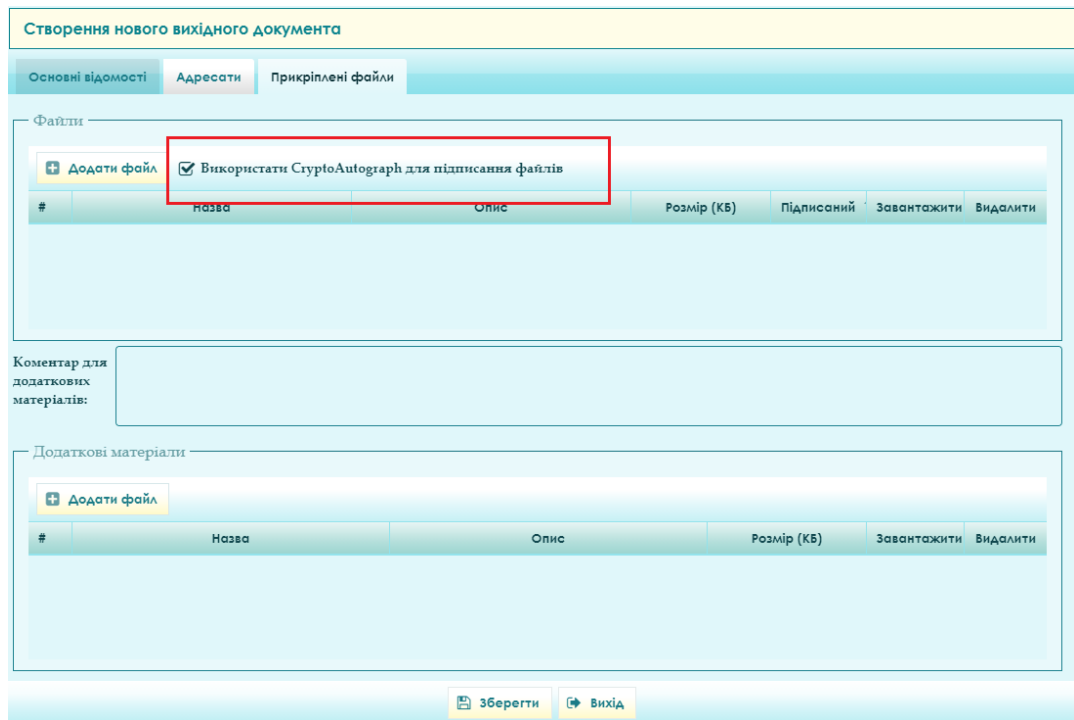 Створення нового вихідного документа
Основні відомості Адресати Прикріплені файли
Файли
Додати файл Використати CryptoAutograph для підписання файлів
# Назва Опис Розмір (КБ) Підписаний Завантажити Видалити
Коментар для
додаткових
матеріалів:
Додаткові матеріали
Додати файл
# Назва Опис Розмір (КБ) Завантажити Видалити
Зберегти Вихід